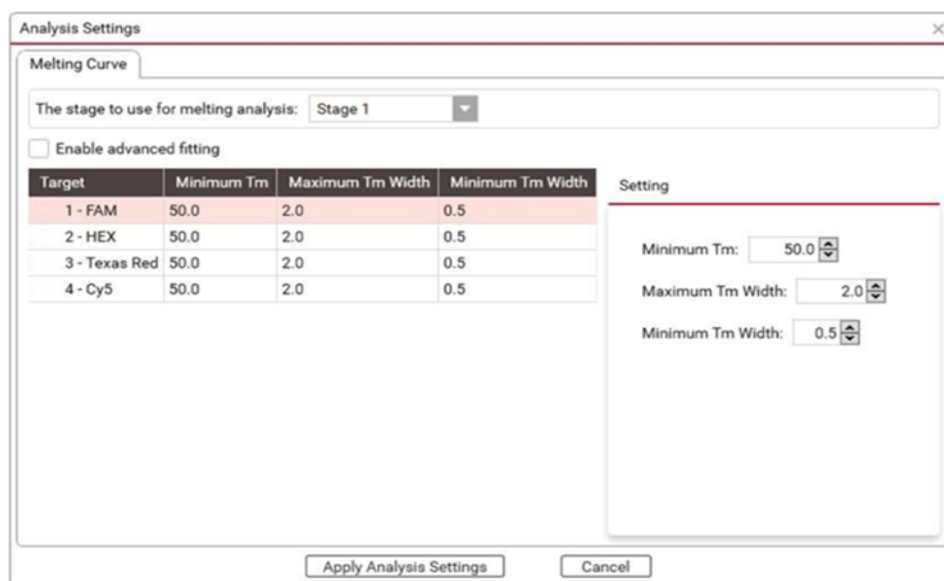 Analysis Settings
Melting Curve
The stage to use for melting analysis: Stage 1
Enable advanced fitting
Target Minimum Tm Maximum Tm Width Minimum Tm Width
1 - FAM 50.0 2.0 0.5
2 - HEX 50.0 2.0 0.5
3 - Texas Red 50.0 2.0 0.5
4 - Cy5 50.0 2.0 0.5
Setting
Minimum Tm: 50.0
Maximum Tm Width: 2.0
Minimum Tm Width: 0.5
Apply Analysis Settings Cancel